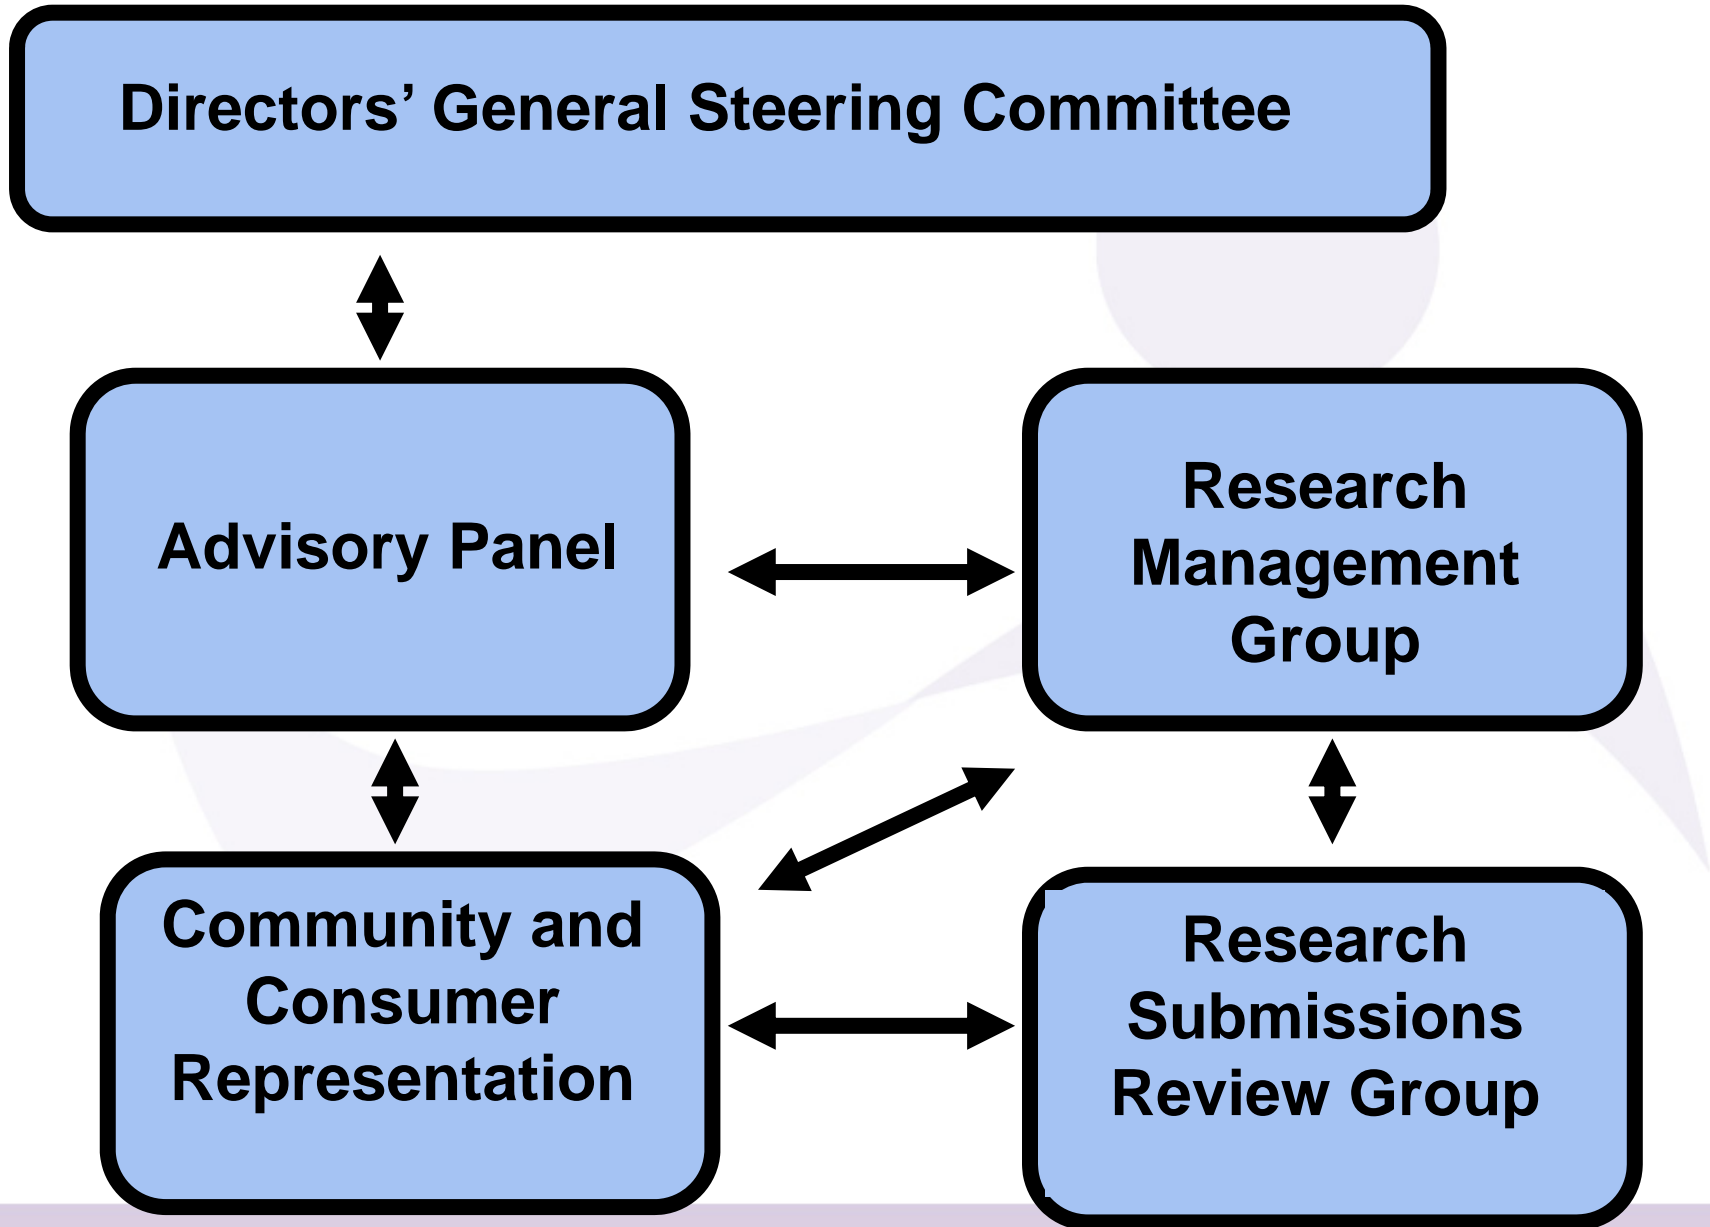 Directors’ General Steering Committee
Advisory Panel
Research
Management
Group
Community and
Consumer
Representation
Research
Submissions
Review Group